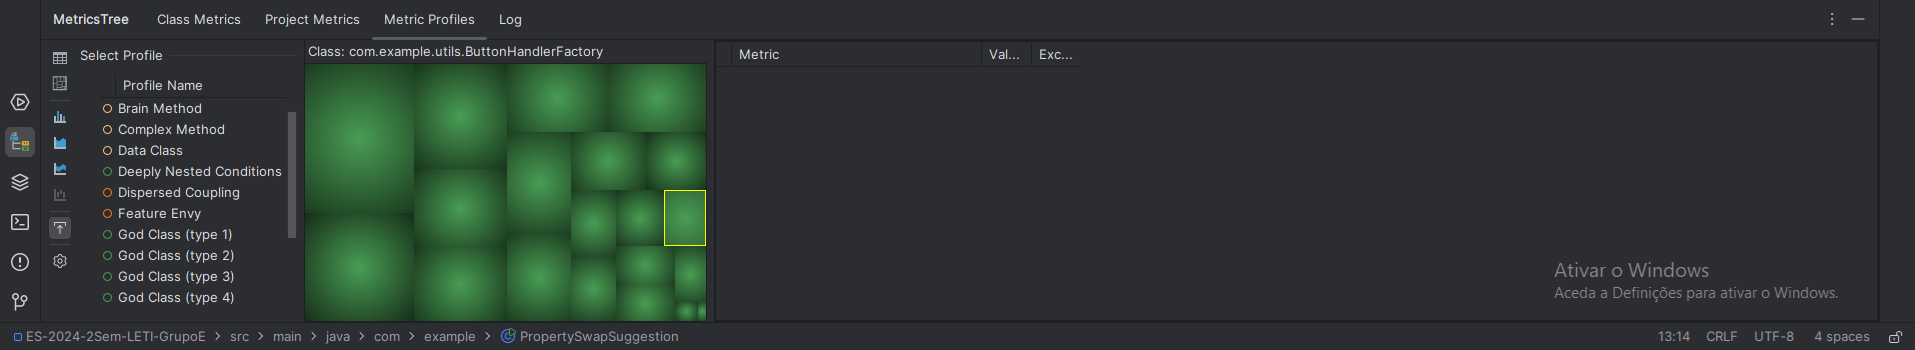 MetricsTree Class Metrics Project Metrics Metric Profiles Log
Select Profile
Profile Name
Brain Method
Complex Method
Data Class
Deeply Nested Conditions
Dispersed Coupling
Feature Envy
God Class (type 1)
God Class (type 2)
God Class (type 3)
God Class (type 4)
Class: com.example.utils.ButtonHandlerFactory
Metric Val... Exc...
Ativar o Windows
Aceda a Definições para ativar o Windows.
ES-2024-2Sem-LETI-GrupoE > src > main > java > com > example > PropertySwapSuggestion
13:14 CRLF UTF-8 4 spaces